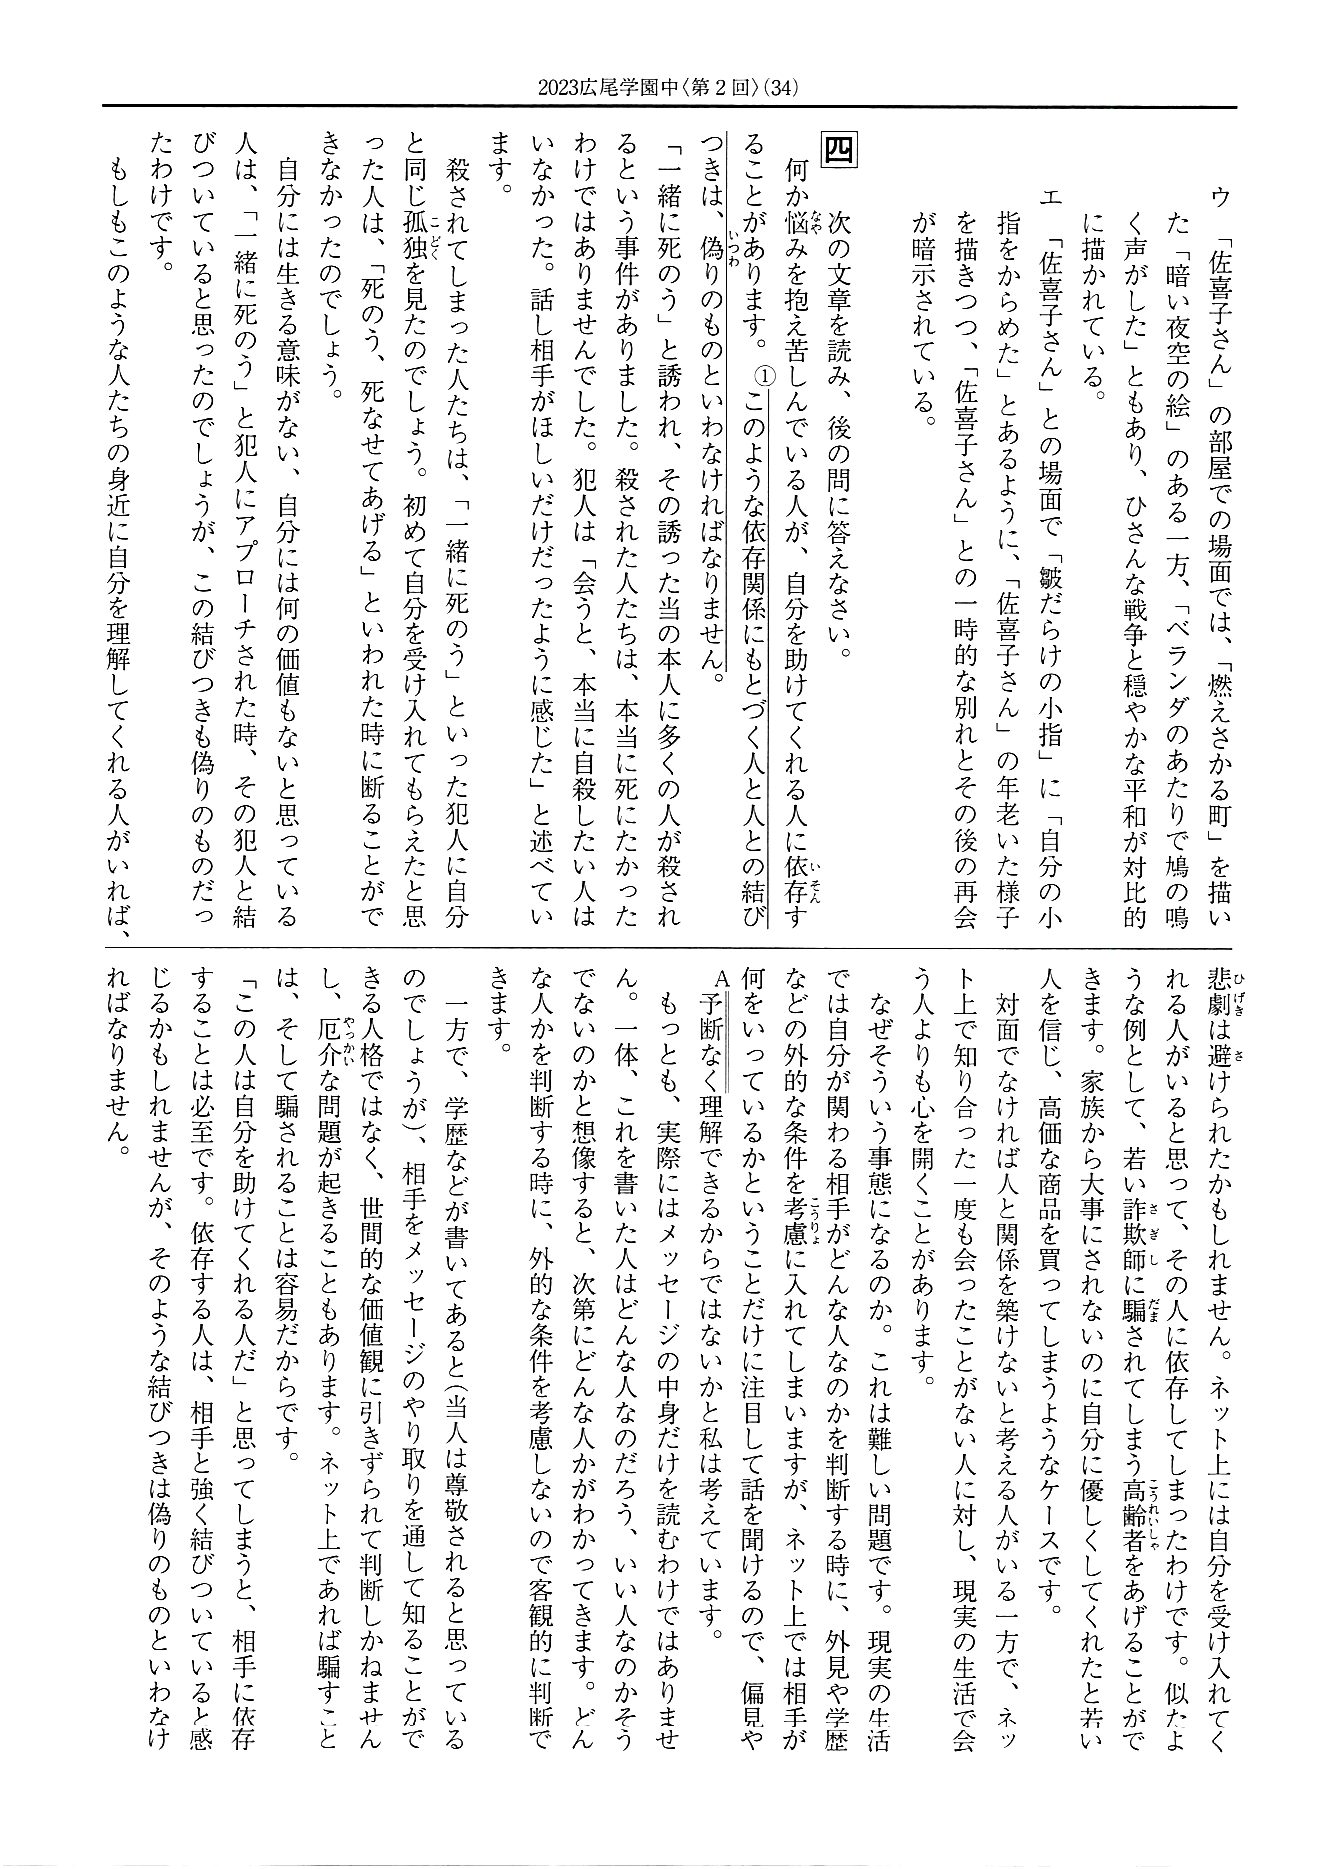 2023広尾学園中〈第2回〉(34)
ウ 「佐喜子さん」の部屋での場面では、「燃えさかる町」を描い
た「暗い夜空の絵」のある一方、「ベランダのあたりで鳩の鳴
く声がした」ともあり、ひさんな戦争と穏やかな平和が対比的
に描かれている。
エ 「佐喜子さん」との場面で「皺だらけの小指」に「自分の小
指をからめた」とあるように、「佐喜子さん」の年老いた様子
を描きつつ、「佐喜子さん」との一時的な別れとその後の再会
が暗示されている。
四 次の文章を読み、後の問に答えなさい。
何か悩みを抱え苦しんでいる人が、自分を助けてくれる人に依存す
ることがあります。①このような依存関係にもとづく人と人との結び
つきは、偽りのものといわなければなりません。
「一緒に死のう」と誘われ、その誘った当の本人に多くの人が殺され
るという事件がありました。殺された人たちは、本当に死にたかった
わけではありませんでした。犯人は「会うと、本当に自殺したい人は
いなかった。話し相手がほしいだけだったように感じた」と述べてい
ます。
殺されてしまった人たちは、「一緒に死のう」といった犯人に自分
と同じ孤独を見たのでしょう。初めて自分を受け入れてもらえたと思
った人は、「死のう、死なせてあげる」といわれた時に断ることがで
きなかったのでしょう。
自分には生きる意味がない、自分には何の価値もないと思っている
人は、「一緒に死のう」と犯人にアプローチされた時、その犯人と結
びついていると思ったのでしょうが、この結びつきも偽りのものだっ
たわけです。
もしもこのような人たちの身近に自分を理解してくれる人がいれば、
悲劇は避けられたかもしれません。ネット上には自分を受け入れてく
れる人がいると思って、その人に依存してしまったわけです。似たよ
うな例として、若い詐欺師に騙されてしまう高齢者をあげることがで
きます。家族から大事にされないのに自分に優しくしてくれたと若い
人を信じ、高価な商品を買ってしまうようなケースです。
対面でなければ人と関係を築けないと考える人がいる一方で、ネッ
ト上で知り合った一度も会ったことがない人に対し、現実の生活で会
う人よりも心を開くことがあります。
なぜそういう事態になるのか。これは難しい問題です。現実の生活
では自分が関わる相手がどんな人なのかを判断する時に、外見や学歴
などの外的な条件を考慮に入れてしまいますが、ネット上では相手が
何をいっているかということだけに注目して話を聞けるので、偏見や
A予断なく理解できるからではないかと私は考えています。
もっとも、実際にはメッセージの中身だけを読むわけではありませ
ん。一体、これを書いた人はどんな人なのだろう、いい人なのかそう
でないのかと想像すると、次第にどんな人かがわかってきます。どん
な人かを判断する時に、外的な条件を考慮しないので客観的に判断で
きます。
一方で、学歴などが書いてあると(当人は尊敬されると思っている
のでしょうが)、相手をメッセージのやり取りを通して知ることがで
きる人格ではなく、世間的な価値観に引きずられて判断しかねません
し、厄介な問題が起きることもあります。ネット上であれば騙すこと
は、そして騙されることは容易だからです。
「この人は自分を助けてくれる人だ」と思ってしまうと、相手に依存
することは必至です。依存する人は、相手と強く結びついていると感
じるかもしれませんが、そのような結びつきは偽りのものといわなけ
ればなりません。